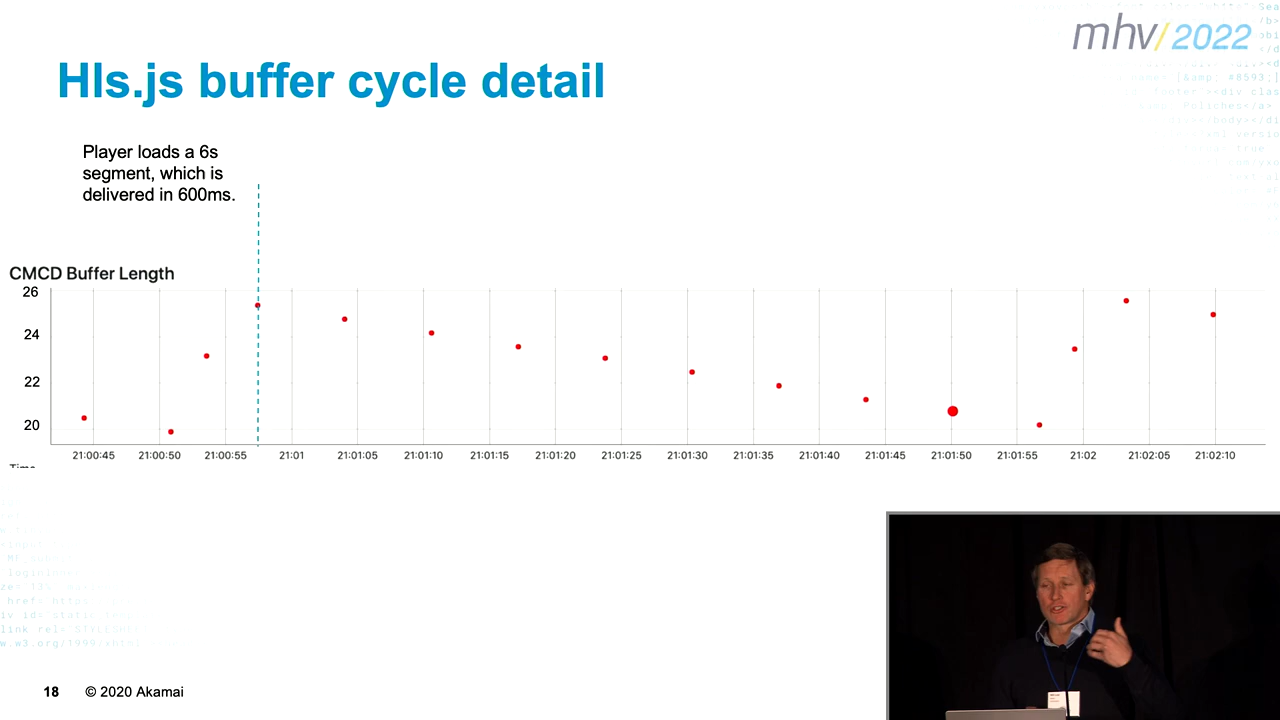 mhv/2022
Hls.js buffer cycle detail
Player loads a 6s
segment, which is
delivered in 600ms.
CMCD Buffer Length
26
24
22
20
21:00:45 21:00:50 21:00:55 21:01 21:01:05 21:01:10 21:01:15 21:01:20 21:01:25 21:01:30 21:01:35 21:01:40 21:01:45 21:01:50 21:01:55 21:02 21:02:05 21:02:10
Time
18 © 2020 Akamai